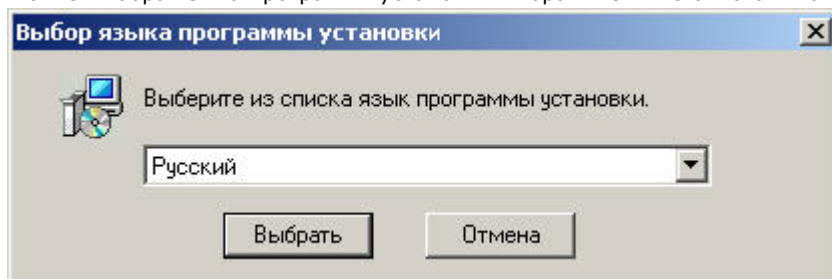 Выбор языка программы установки
Выберите из списка язык программы установки.
Русский
Выбрать Отмена